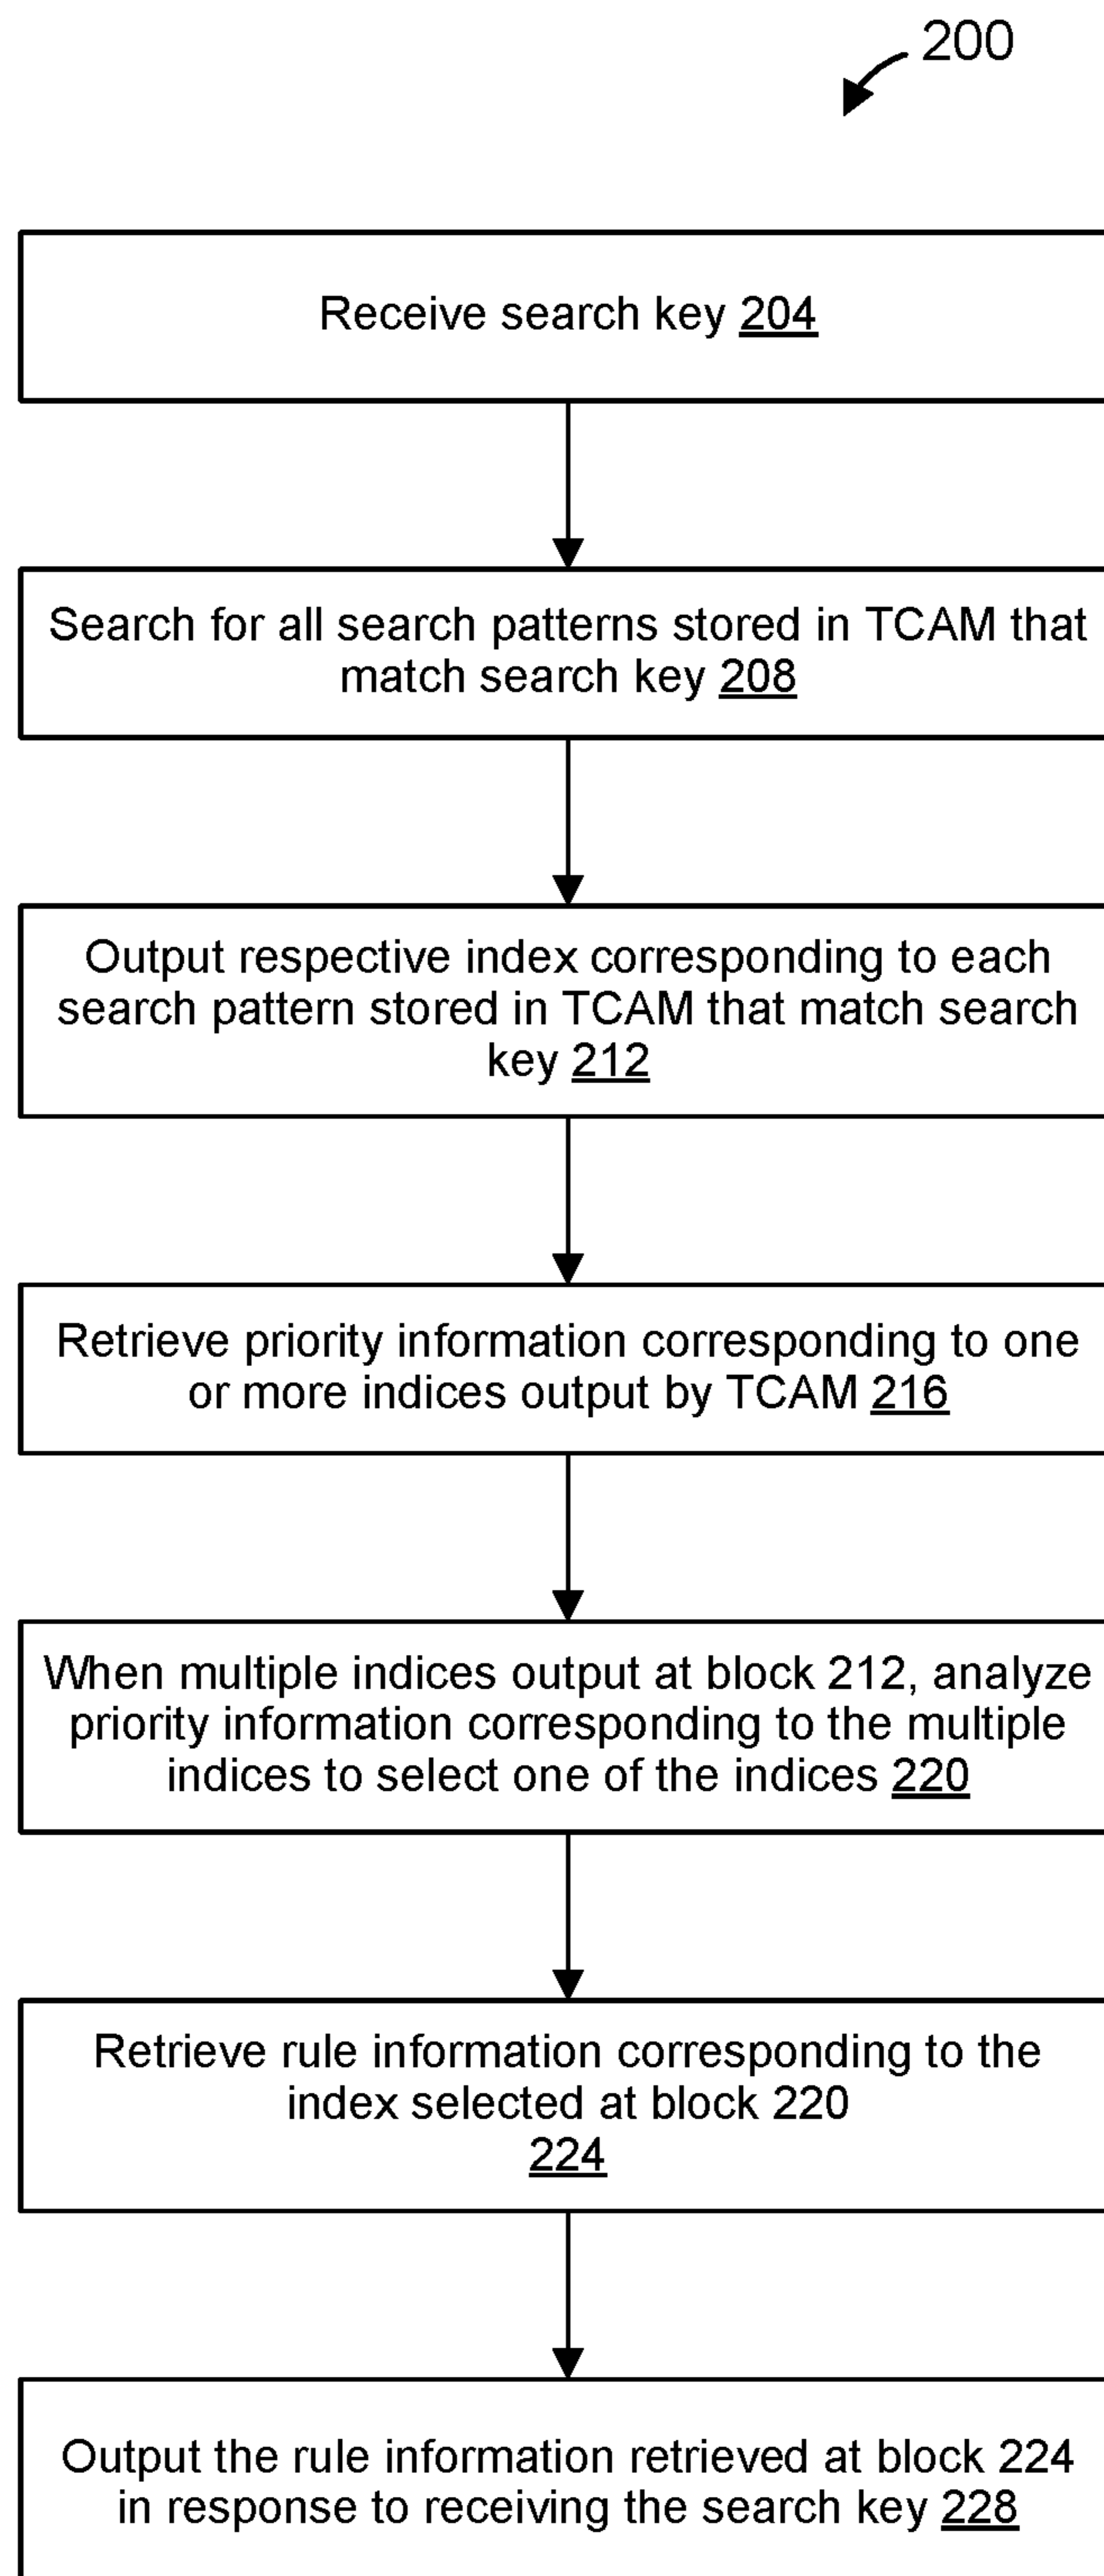 200
Receive search key 204
Search for all search patterns stored in TCAM that
match search key 208
Output respective index corresponding to each
search pattern stored in TCAM that match search
key 212
Retrieve priority information corresponding to one
or more indices output by TCAM 216
When multiple indices output at block 212, analyze
priority information corresponding to the multiple
indices to select one of the indices 220
Retrieve rule information corresponding to the
index selected at block 220
224
Output the rule information retrieved at block 224
in response to receiving the search key 228